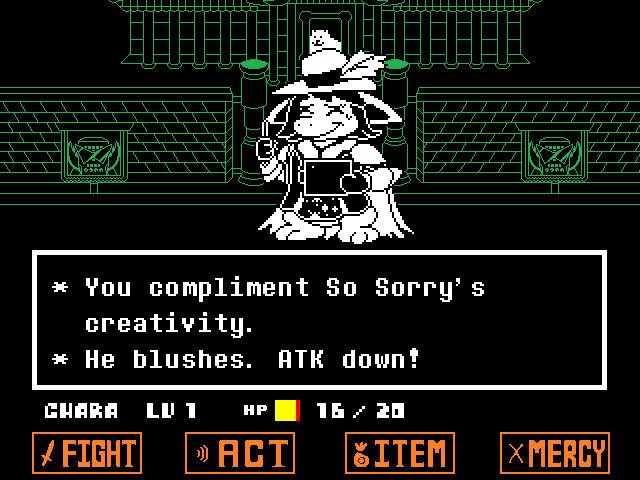 * You compliment So Sorry's
creativity.
* He blushes. ATK down!
CHARA LV 1 HP 16 / 20
FIGHT ACT ITEM MERCY